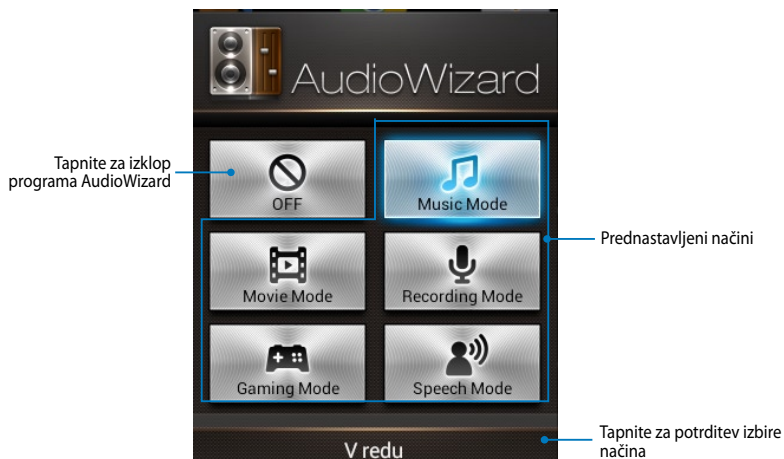 AudioWizard
Tapnite za izklop
programa AudioWizard
OFF
Music Mode
Prednastavljeni načini
Movie Mode
Recording Mode
Gaming Mode
Speech Mode
V redu
Tapnite za potrditev izbire
načina